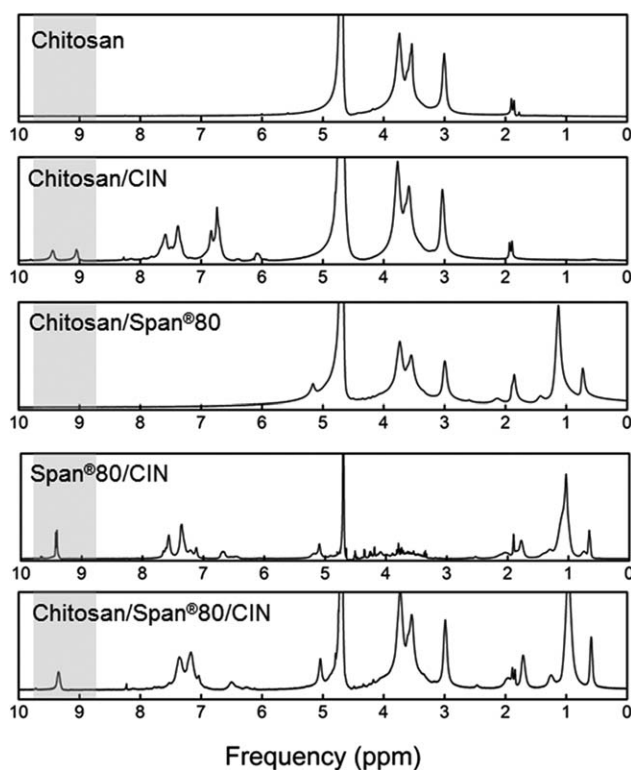 Chitosan
10 9 8 7 6 5 4 3 2 1 0
Chitosan/CIN
10 9 8 7 6 5 4 3 2 1 0
Chitosan/Span®80
10 9 8 7 6 5 4 3 2 1 0
Span®80/CIN
10 9 8 7 6 5 4 3 2 1 0
Chitosan/Span®80/CIN
10 9 8 7 6 5 4 3 2 1 0
Frequency (ppm)